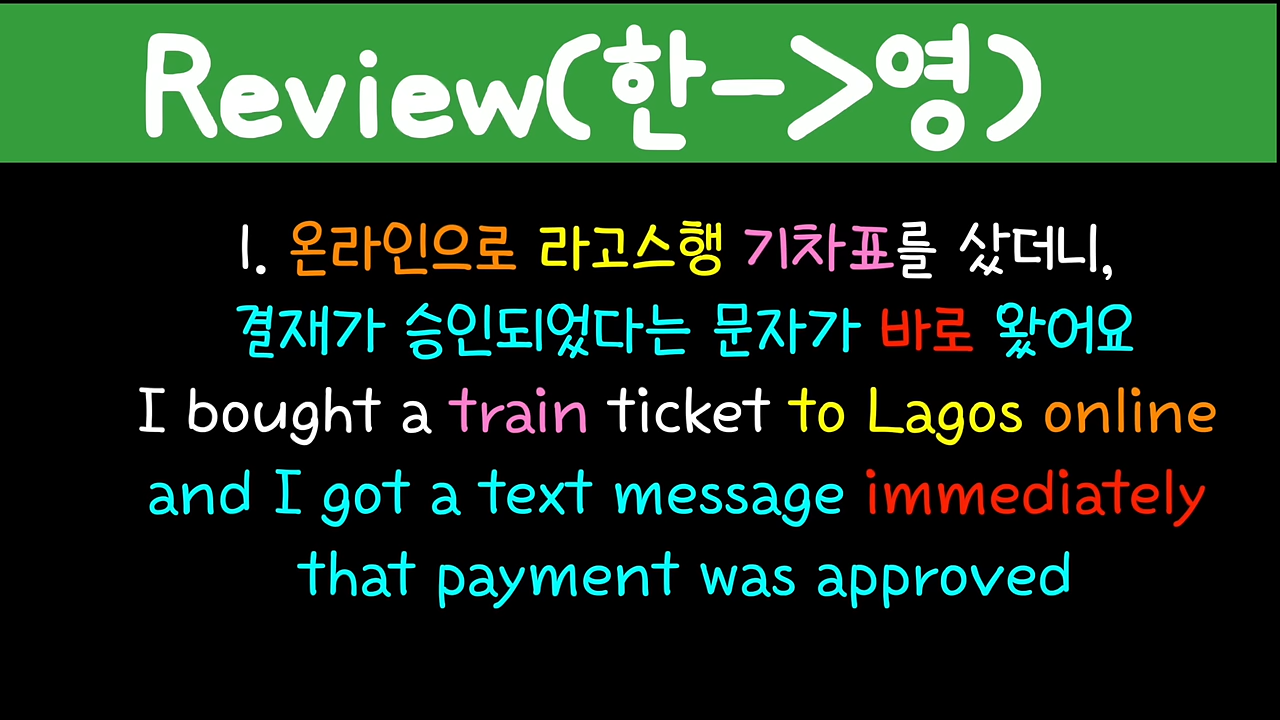 Review(한->영)
1. 온라인으로 라고스행 기차표를 샀더니,
결재가 승인되었다는 문자가 바로 왔어요
I bought a train ticket to Lagos online
and I got a text message immediately
that payment was approved